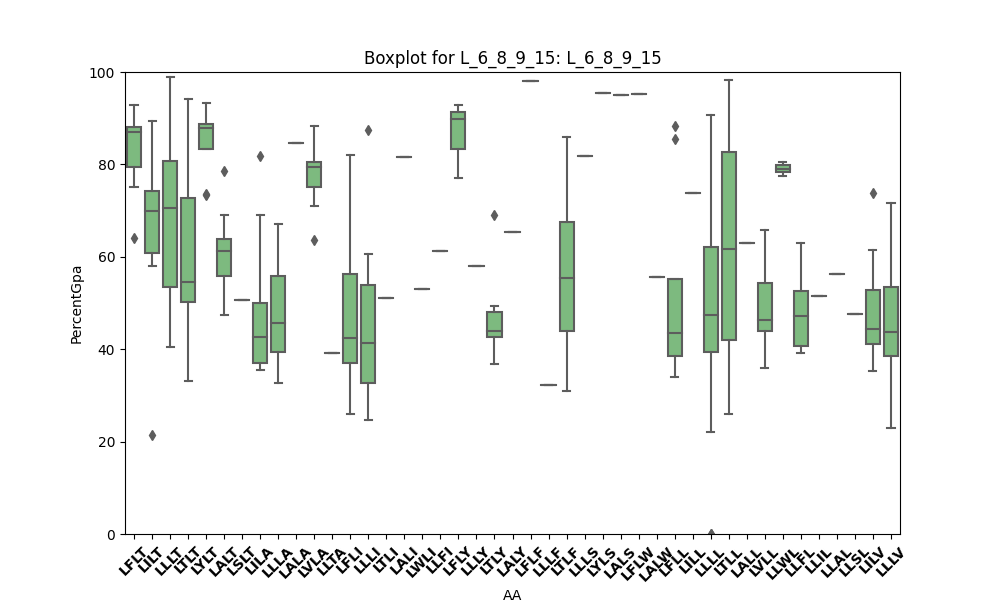 Boxplot for L_6_8_9_15: L_6_8_9_15
100
80
60
40
20
0
PercentGpa
LFLT
LILT
LLLT
LTLT
LYLT
LALT
LSLT
LILA
LLLA
LALA
LVLA
LLTA
LFLI
LLLI
LTLI
LALI
LWLI
LLFI
LFLY
LLLY
LTLY
LALY
LFLF
LLLF
LTLF
LLLS
LYLS
LALS
LFLW
LALW
LFLL
LILL
LLLL
LTLL
LALL
LVLL
LLWL
LLFL
LLIL
LLAL
LLSL
LILV
LLLV
AA